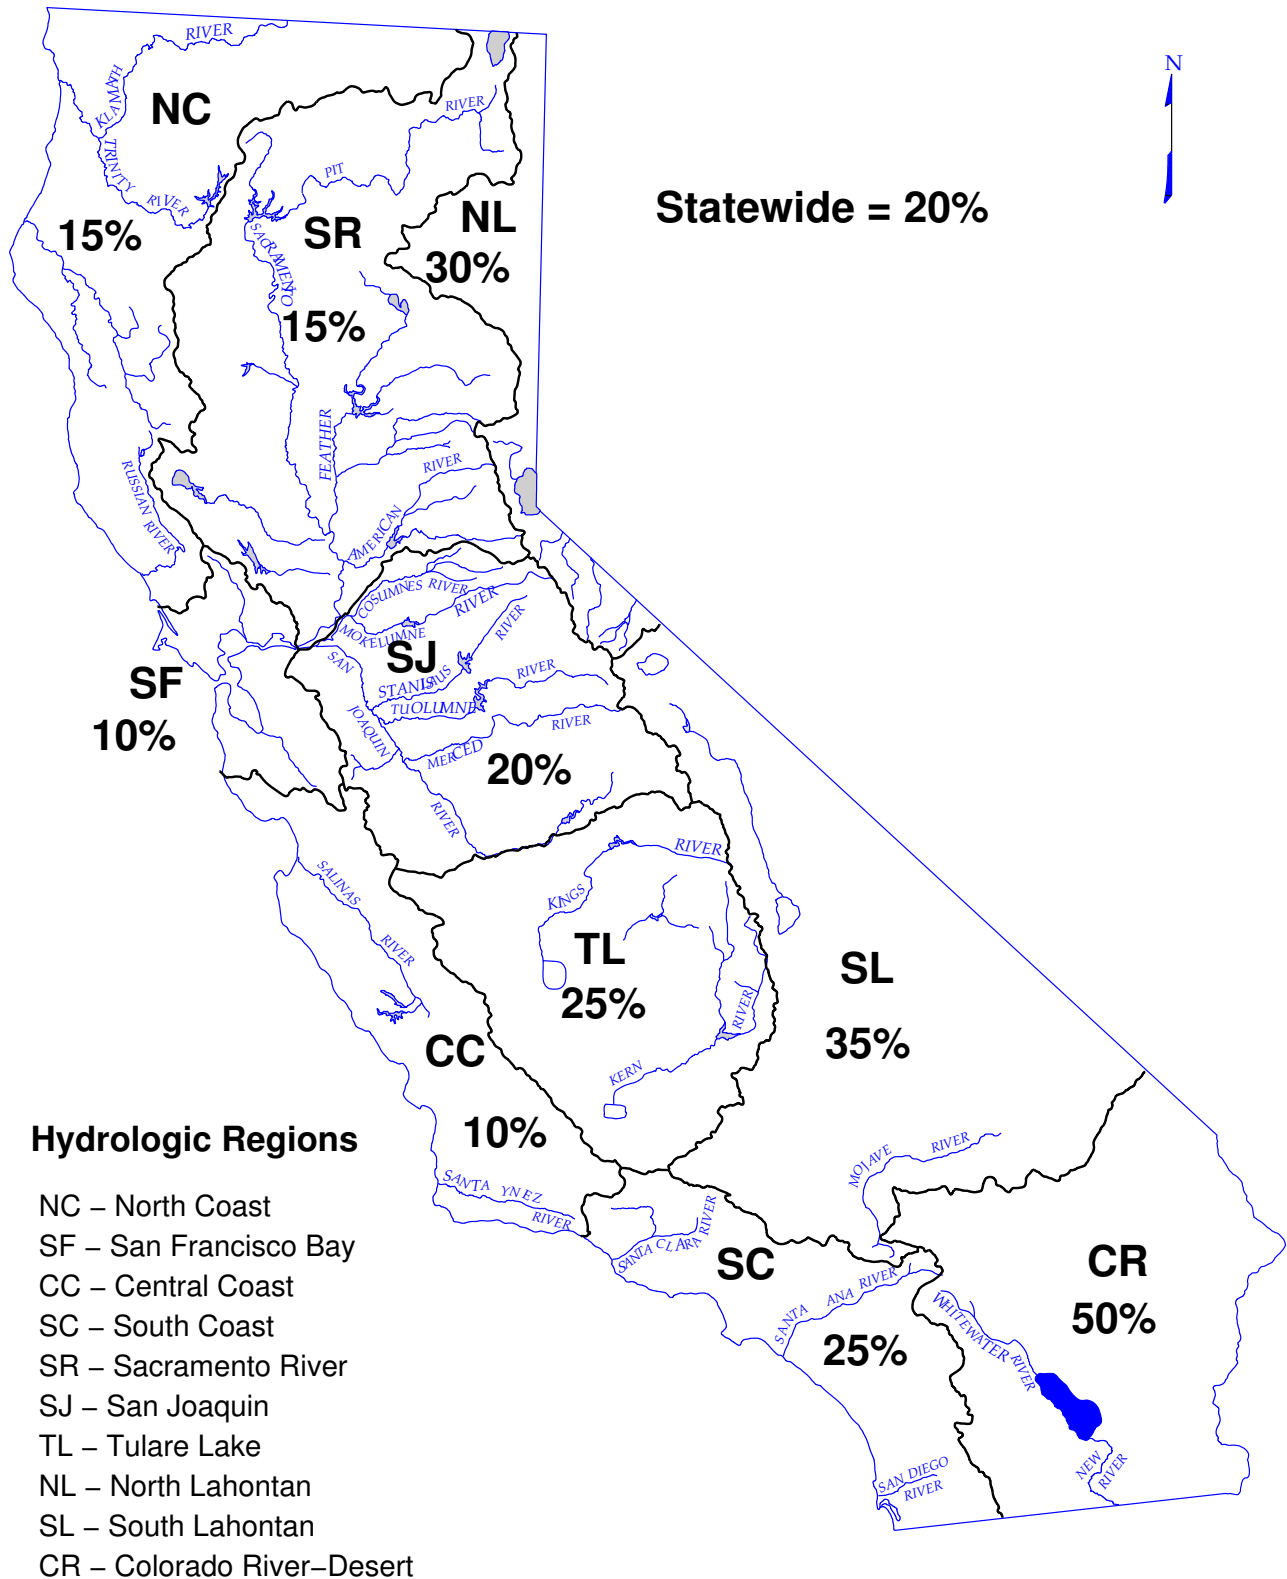 RIVER
N
KLAMATH
NC
RIVER
TRINITY
RIVER
PIT
Statewide = 20%
NL
15%
SR
30%
SACRAMENTO
15%
FEATHER
RIVER
RUSSIAN RIVER
AMERICAN
COSUMNES RIVER
RIVER
MOKELUMNE
RIVER
SJ
SAN
STANISLAUS
RIVER
SF
TUOLUMNE
10%
JOAQUIN
RIVER
MERCED
20%
RIVER
RIVER
SALINAS
KINGS
RIVER
TL
SL
25%
RIVER
35%
CC
KERN
10%
Hydrologic Regions
MOJAVE
RIVER
SANTA YNEZ
RIVER
NC – North Coast
SF – San Francisco Bay
CC – Central Coast
SC – South Coast
SR – Sacramento River
SJ – San Joaquin
TL – Tulare Lake
NL – North Lahontan
SL – South Lahontan
CR – Colorado River–Desert
SANTA CLARA RIVER
SC
CR
SANTA ANA RIVER
50%
WHITEWATER RIVER
25%
NEW
RIVER
SAN DIEGO
RIVER